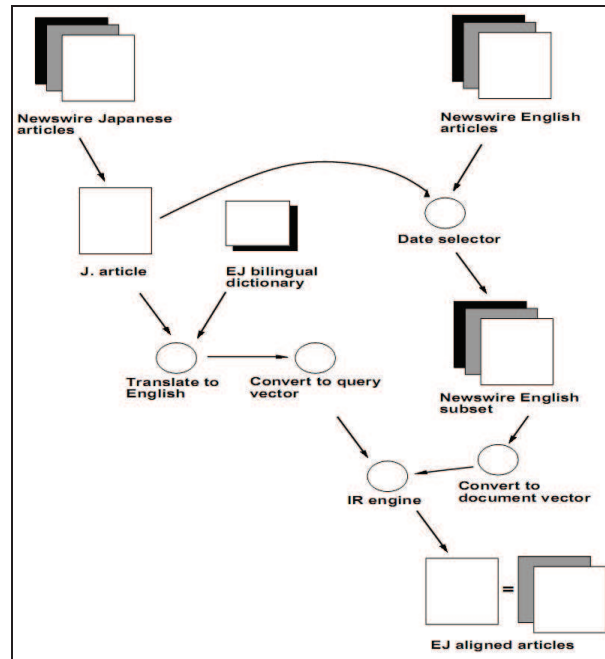 Newswire Japanese
articles
Newswire English
articles
J. article
EJ bilingual
dictionary
Date selector
Translate to
English
Convert to query
vector
Newswire English
subset
IR engine
Convert to
document vector
=
EJ aligned articles